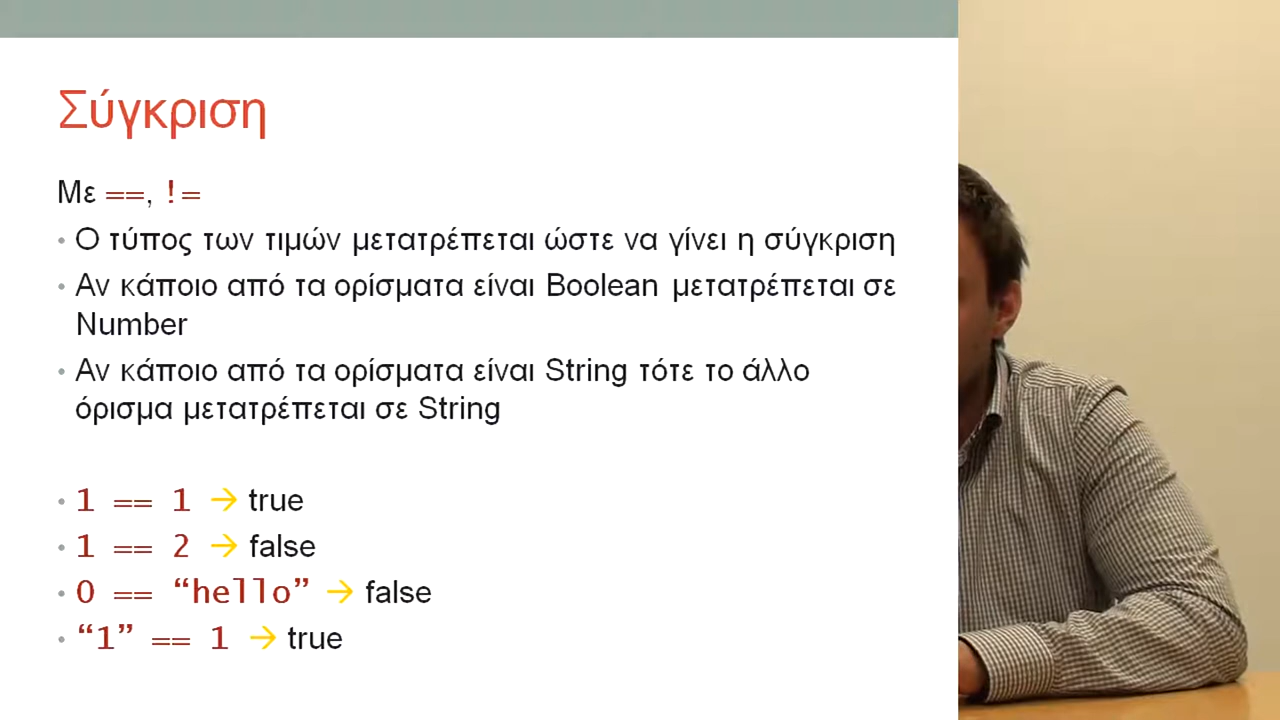 Σύγκριση
Με ==, !=
• Ο τύπος των τιμών μετατρέπεται ώστε να γίνει η σύγκριση
• Αν κάποιο από τα ορίσματα είναι Boolean μετατρέπεται σε
Number
• Αν κάποιο από τα ορίσματα είναι String τότε το άλλο
όρισμα μετατρέπεται σε String
• 1 == 1 → true
• 1 == 2 → false
• 0 == “hello” → false
• “1” == 1 → true